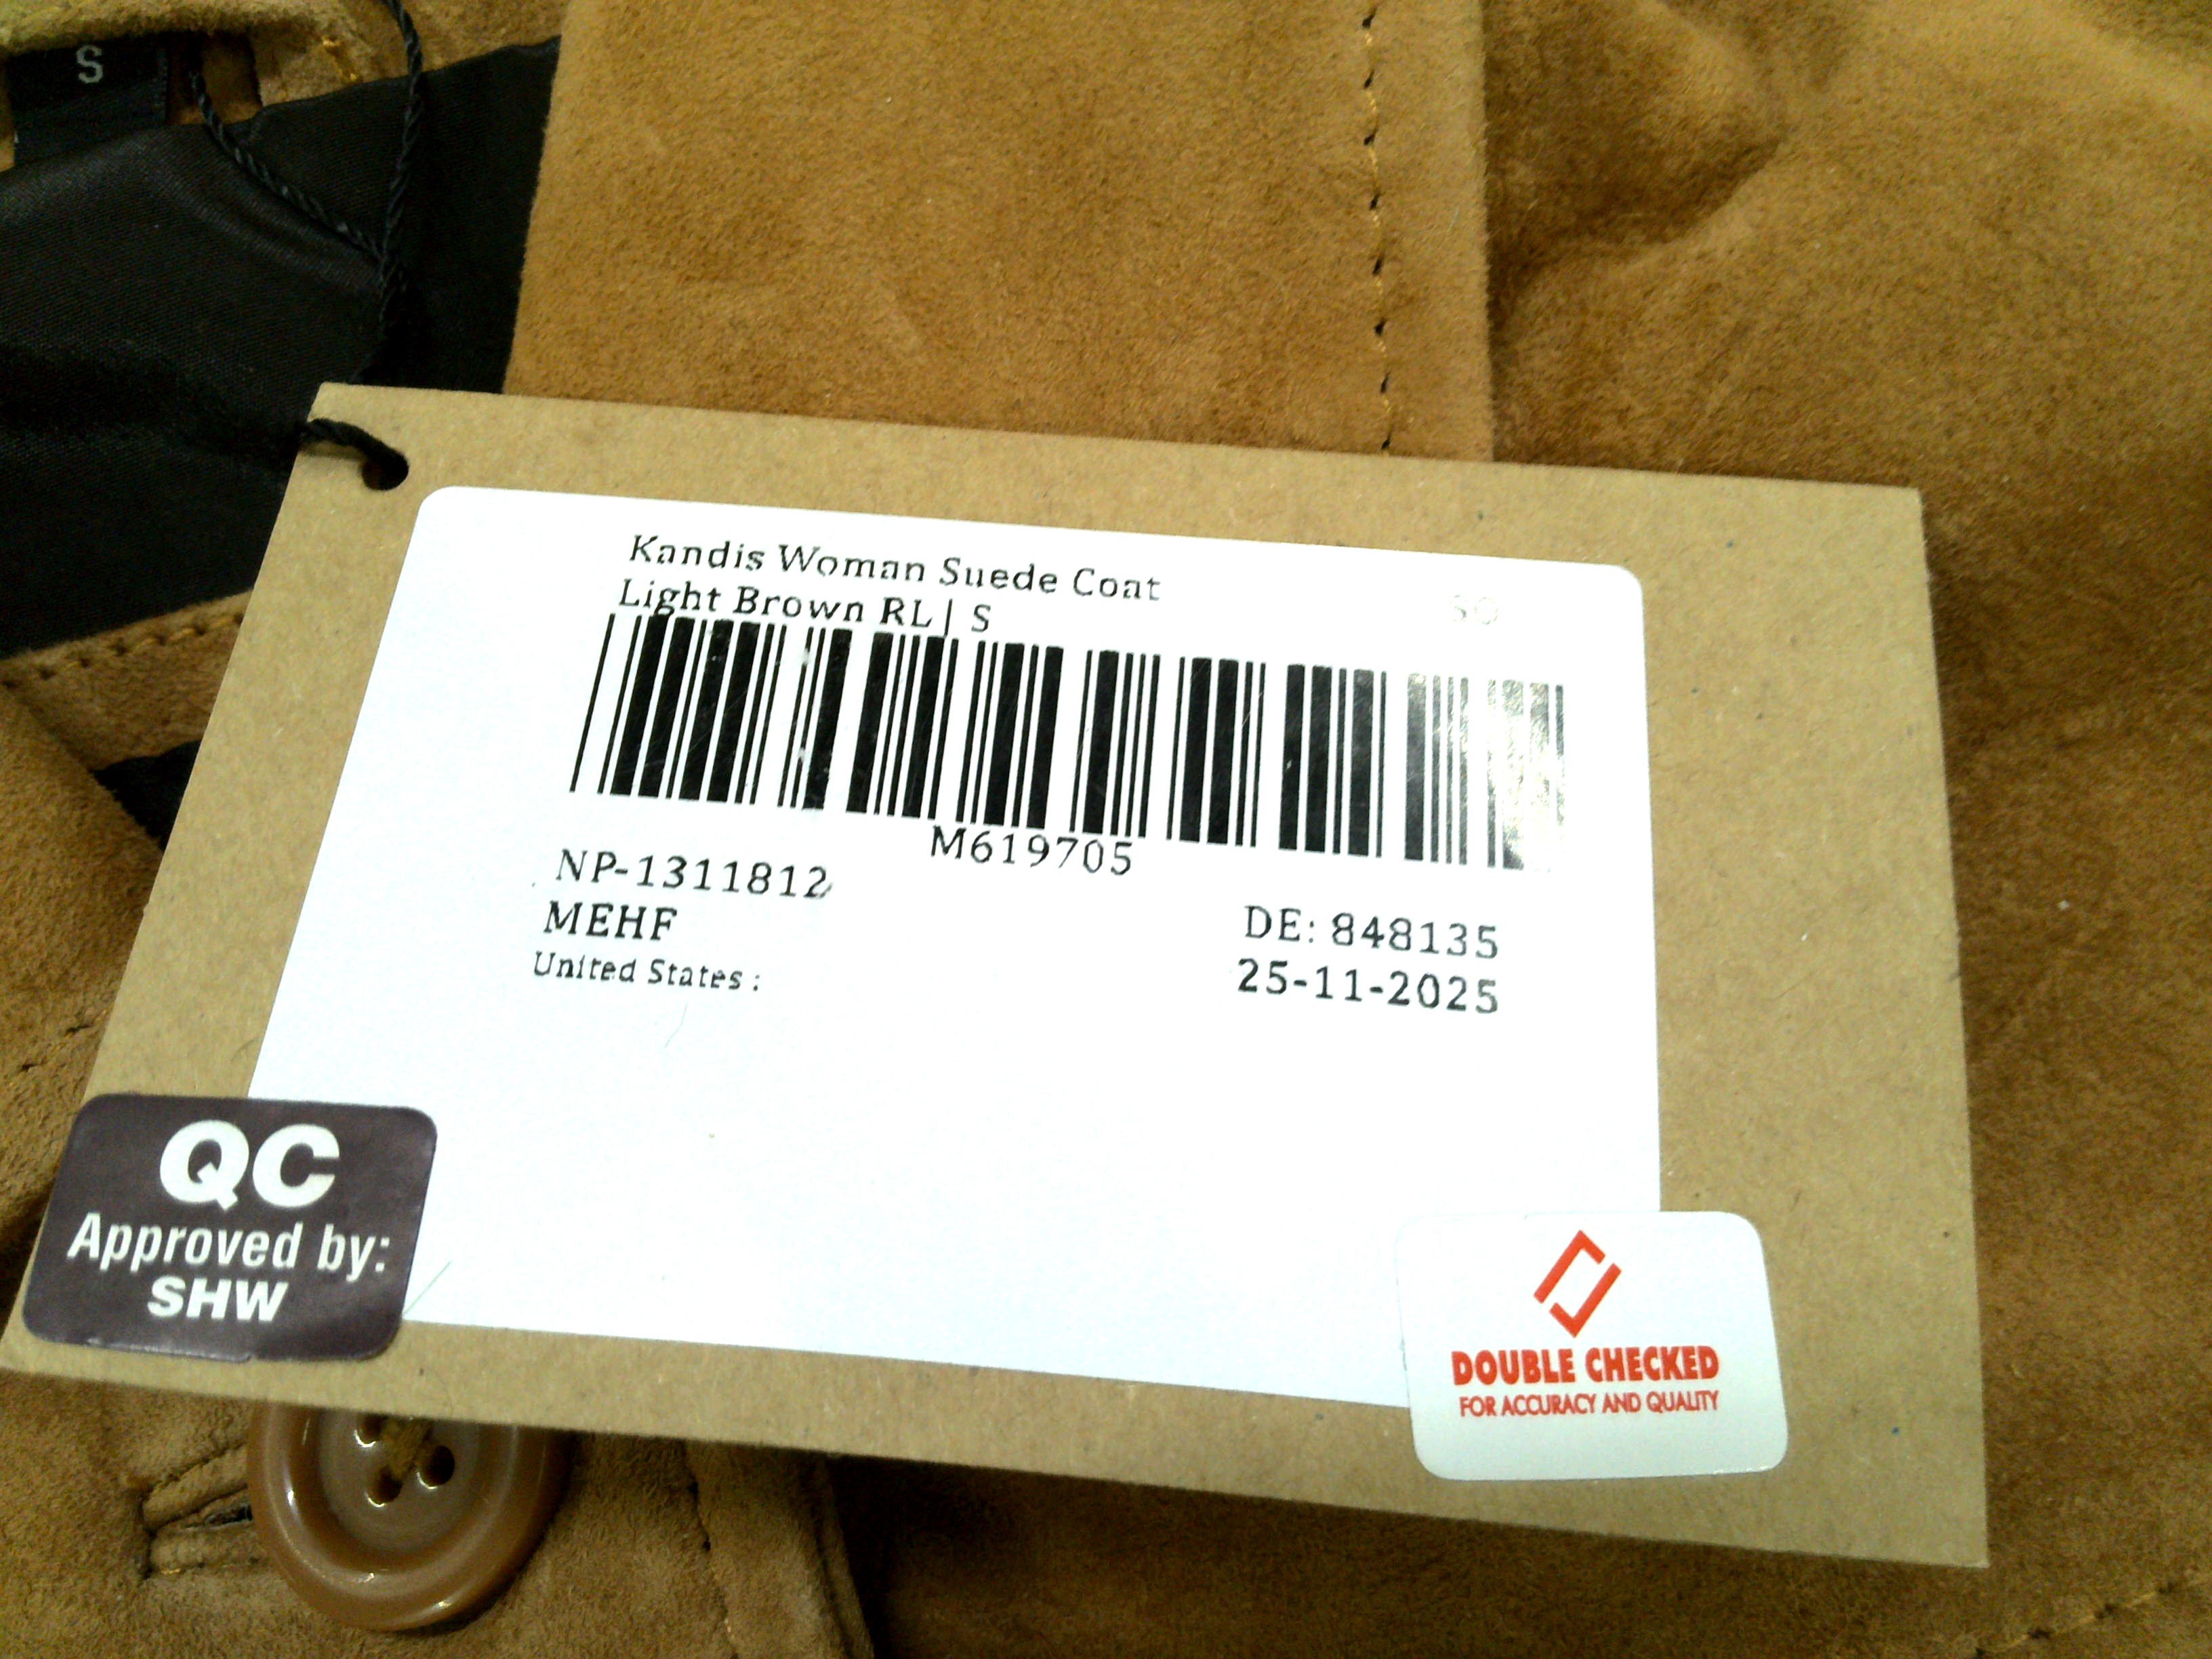 S
Kandis Woman Suede Coat
Light Brown RL | S
SO
M619705
NP-1311812
MEHF
United States :
DE: 848135
25-11-2025
QC
Approved by:
SHW
DOUBLE CHECKED
FOR ACCURACY AND QUALITY